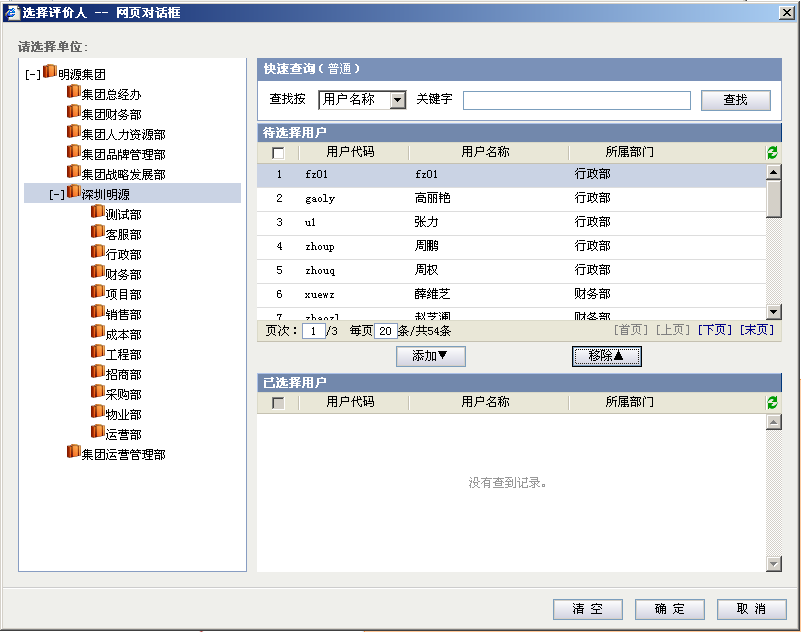 选择评价人 -- 网页对话框
请选择单位:
[-]明源集团
集团总经办
集团财务部
集团人力资源部
集团品牌管理部
集团战略发展部
[-]深圳明源
测试部
客服部
行政部
财务部
项目部
销售部
成本部
工程部
招商部
采购部
物业部
运营部
集团运营管理部
快速查询(普通)
查找按 用户名称 关键字 查找
待选择用户
用户代码 用户名称 所属部门
1 fz01 fz01 行政部
2 gaoly 高丽艳 行政部
3 ul 张力 行政部
4 zhoup 周鹏 行政部
5 zhouq 周权 行政部
6 xuewz 薛维芝 财务部
7 zhaozl 赵芝澜 财务部
页次: 1 /3 每页 20 条/共54条 [首页] [上页] [下页] [末页]
添加▼ 移除▲
已选择用户
用户代码 用户名称 所属部门
没有查到记录。
清 空 确 定 取 消